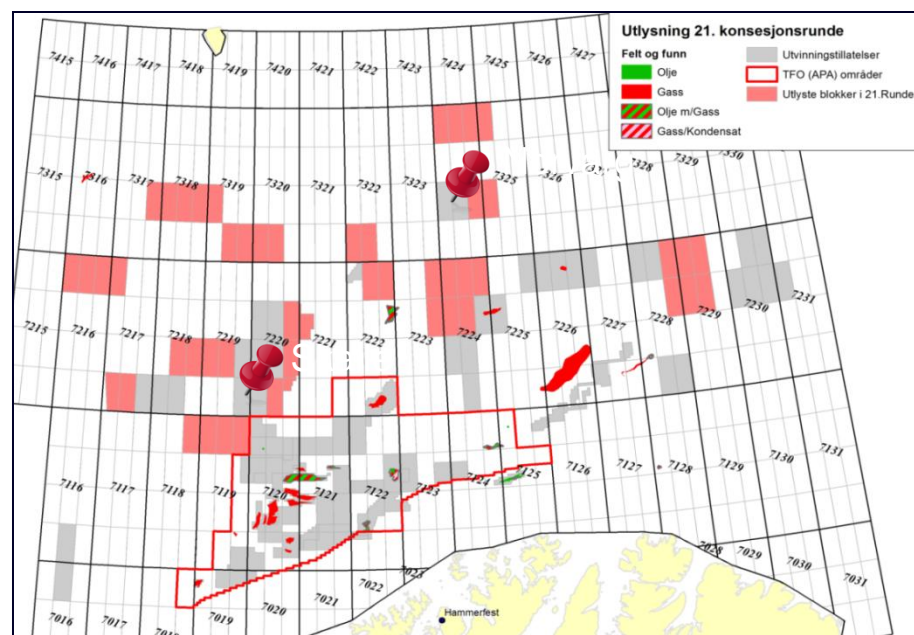 Utlysning 21. konsesjonsrunde
Felt og funn
Olje
Gass
Olje m/Gass
Gass/Kondensat
Utvinningstillatelser
TFO (APA) områder
Utlyste blokker i 21.Runde
7415 7416 7417 7418 7419 7420 7421 7422 7423 7424 7425 7426 7427
7315 7316 7317 7318 7319 7320 7321 7322 7323 7325 7326 7328 7329 7330
7215 7216 7217 7218 7219 7220 7221 7222 7223 7224 7225 7226 7227 7228 7229 7230 7231
7116 7117 7118 7119 7120 7121 7122 7123 7124 7125 7126 7127 7128 7129 7130 7131
7016 7017 7019 7020 7021 7022 7028 7029 7030 7031
Hammerfest